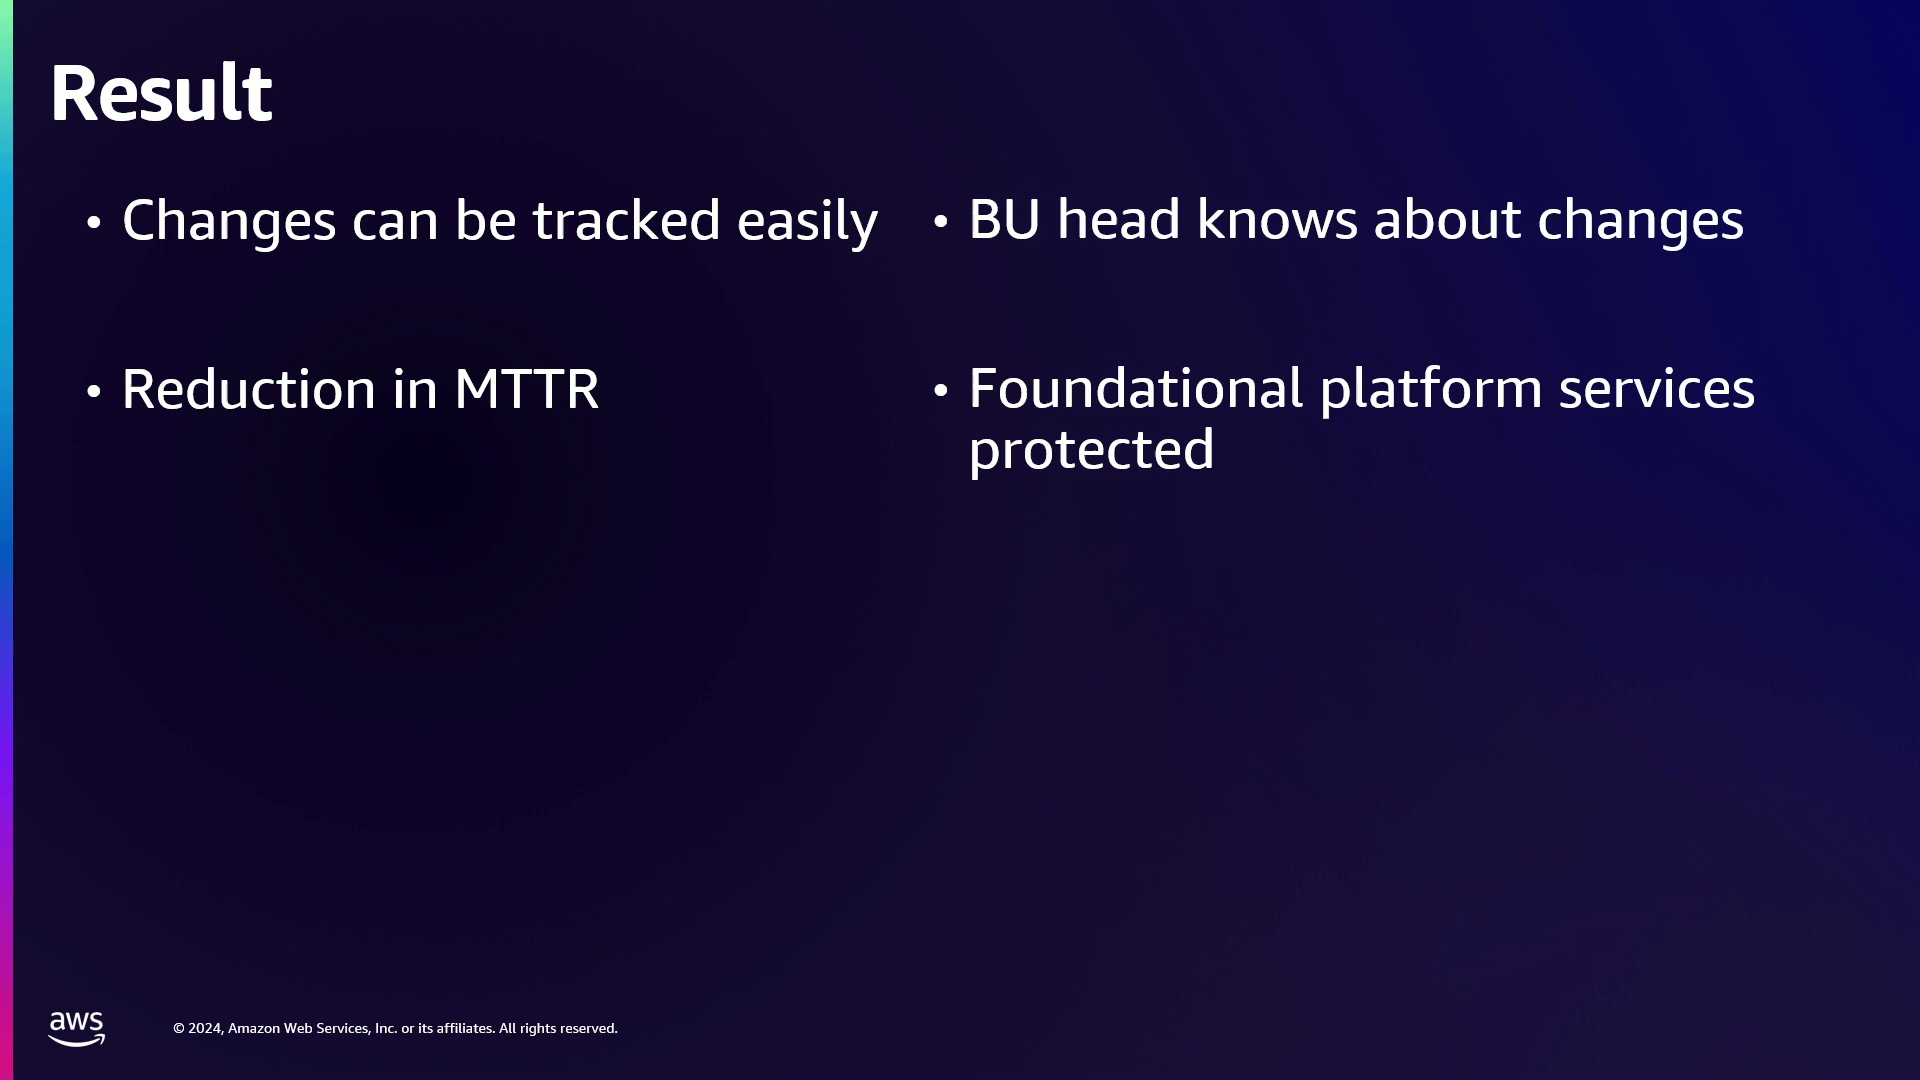 Result
• Changes can be tracked easily
• Reduction in MTTR
• BU head knows about changes
• Foundational platform services
protected
aws
© 2024, Amazon Web Services, Inc. or its affiliates. All rights reserved.